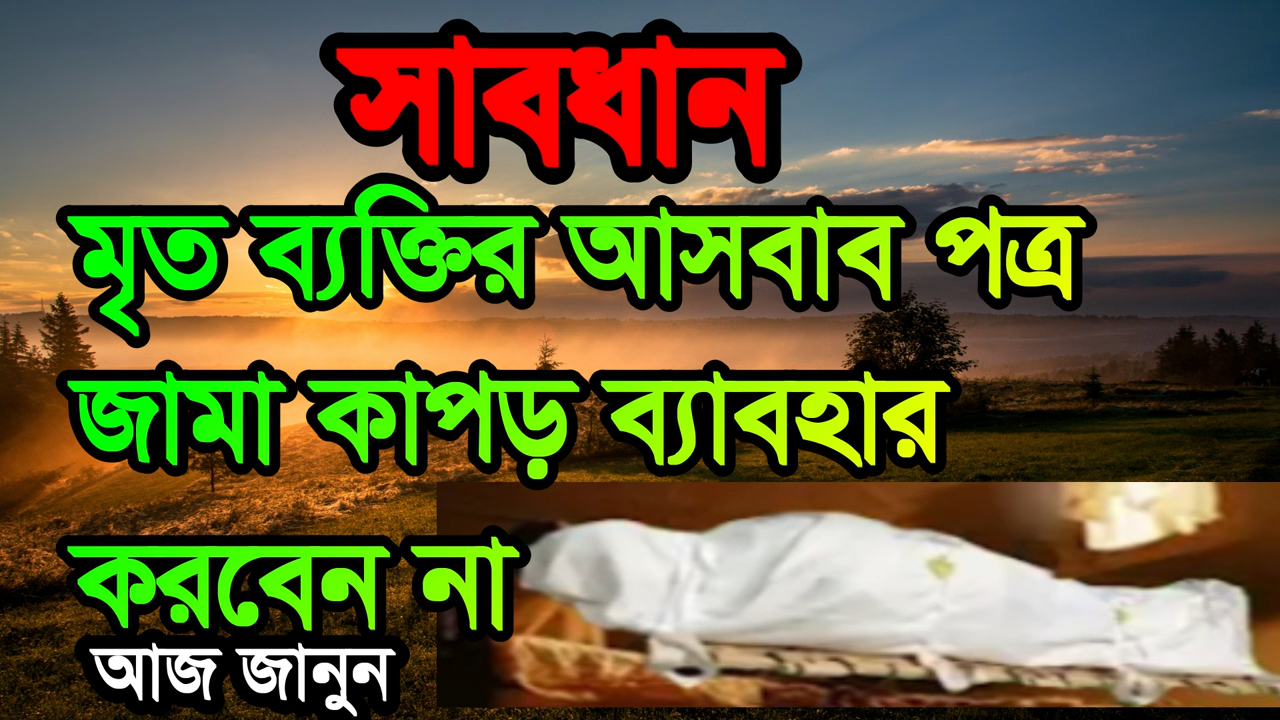 সাবধান
মৃত ব্যক্তির আসবাব পত্র
জামা কাপড় ব্যাবহার
করবেন না
আজ জানুন